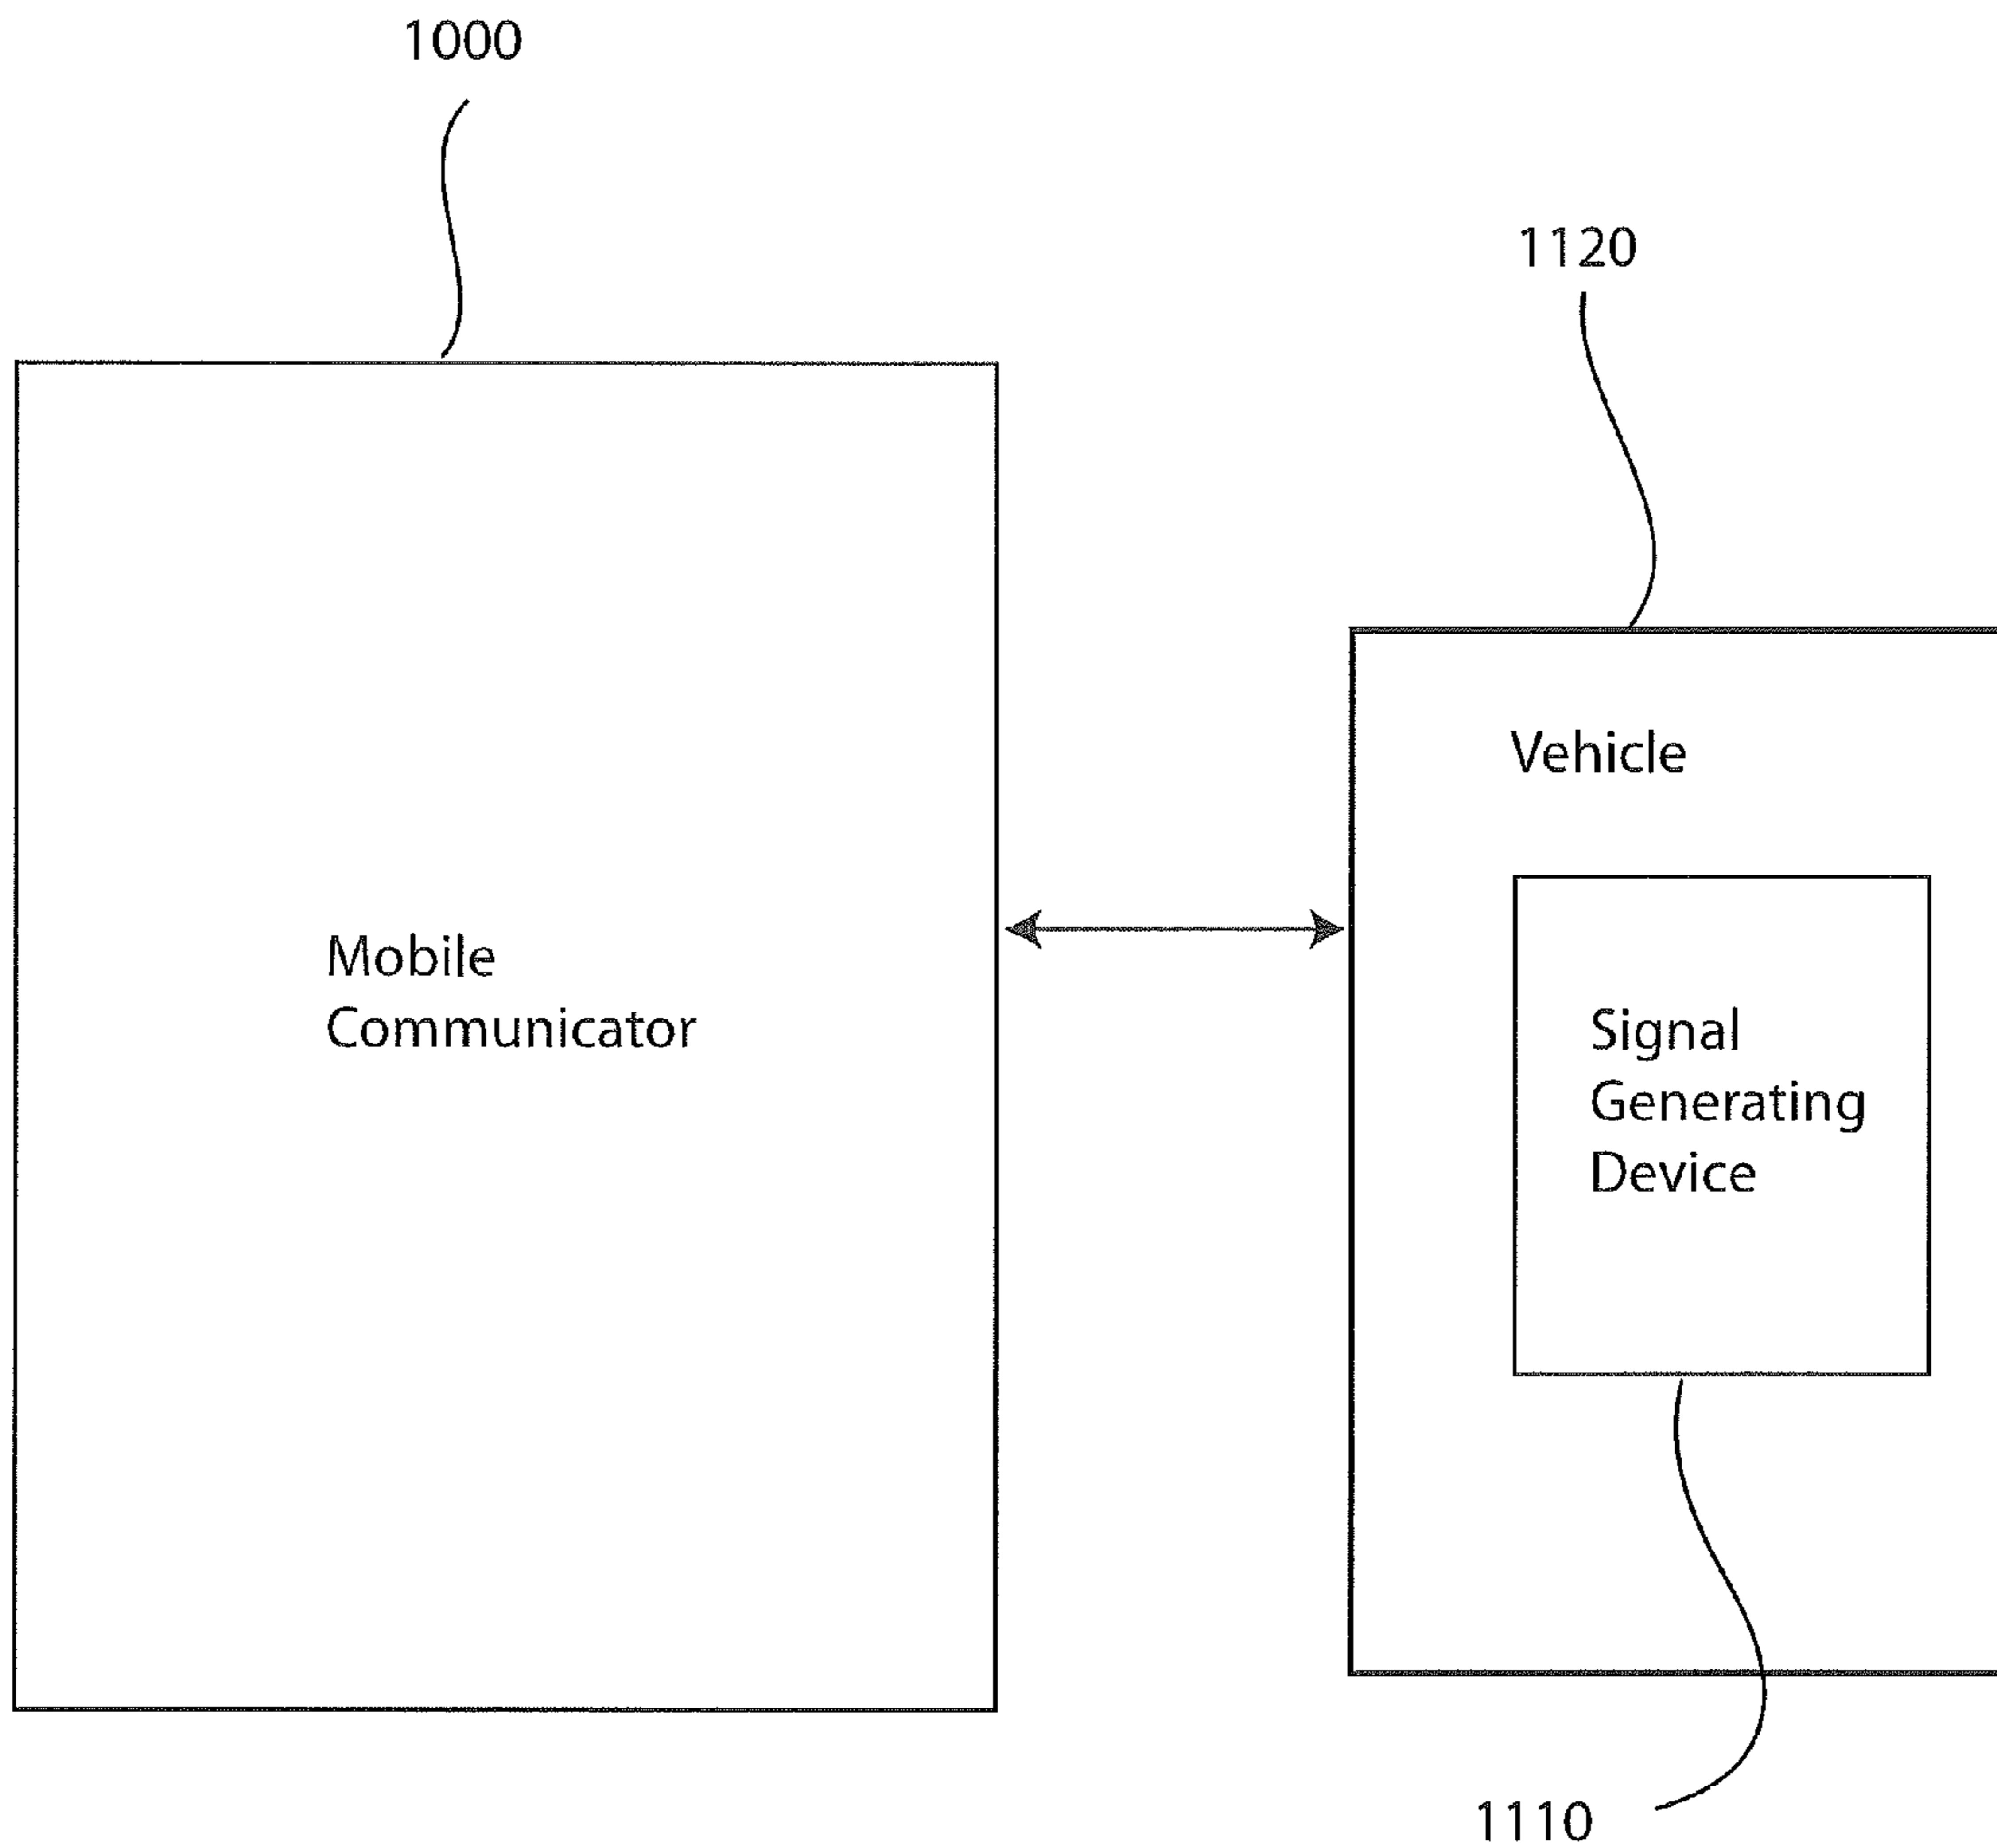 1000
1120
Vehicle
Mobile
Communicator
Signal
Generating
Device
1110